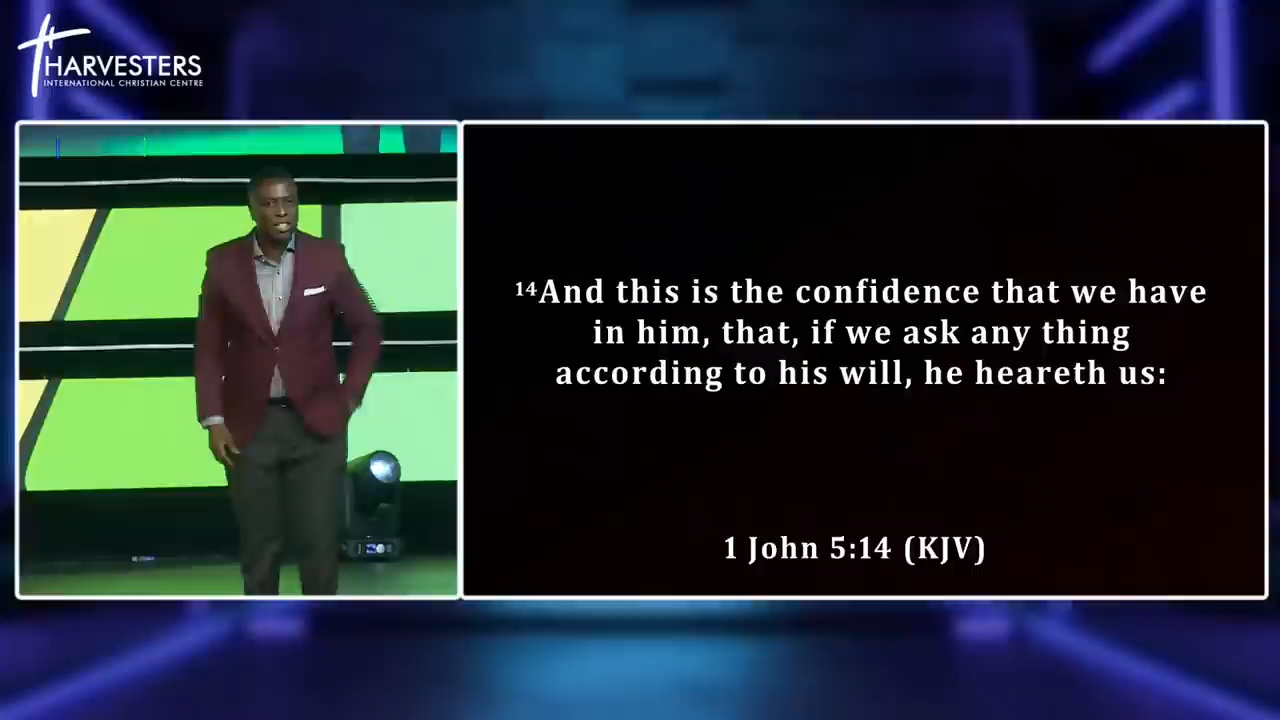 HARVESTERS
INTERNATIONAL CHRISTIAN CENTRE
¹⁴And this is the confidence that we have
in him, that, if we ask any thing
according to his will, he heareth us:
1 John 5:14 (KJV)